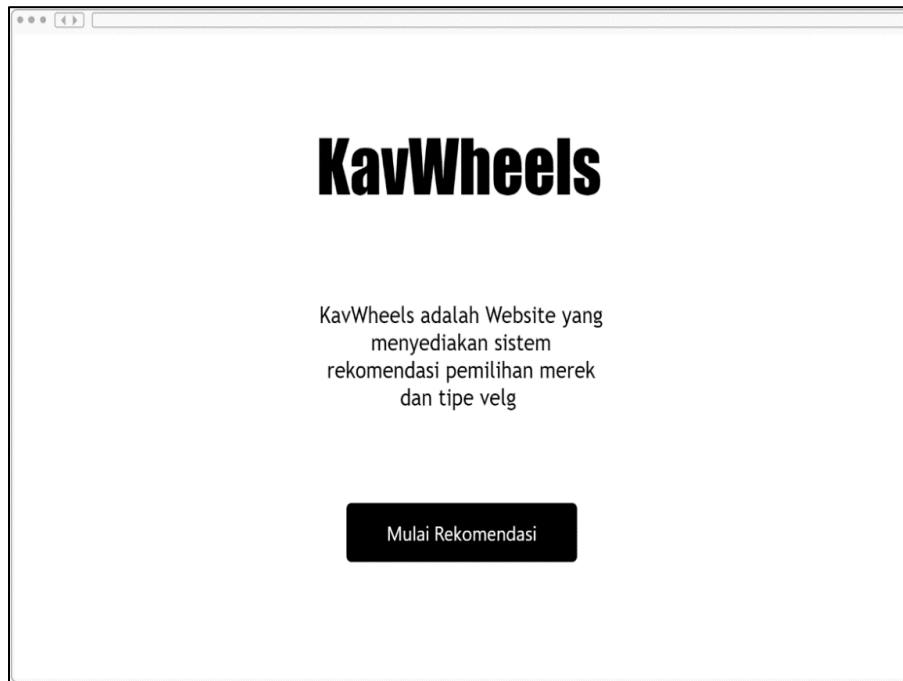 KavWheels
KavWheels adalah Website yang
menyediakan sistem
rekomendasi pemilihan merek
dan tipe velg
Mulai Rekomendasi